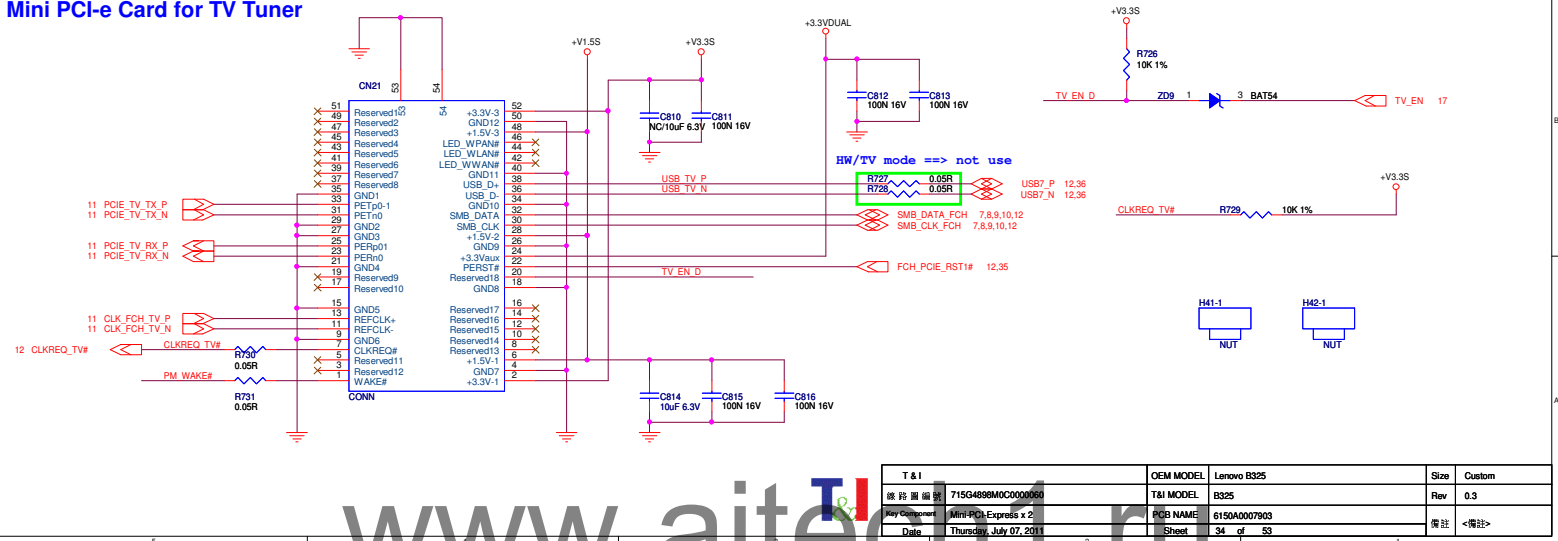 Mini PCI-e Card for TV Tuner
+V1.5S
+V3.3S
+3.3VDUAL
+V3.3S
R726
10K 1%
CN21
53
54
53
54
TV_EN_D
ZD9
1
3
BAT54
TV_EN 17
C810
NC/10uF 6.3V
C811
100N 16V
C812
100N 16V
C813
100N 16V
HW/TV mode ==> not use
51 Reserved1 +3.3V-3 52
49 Reserved2 GND12 50
47 Reserved3 +1.5V-3 48
45 Reserved4 LED_WPAN# 46
43 Reserved5 LED_WLAN# 44
41 Reserved6 LED_WWAN# 42
39 Reserved7 GND11 40
37 Reserved8 USB_D+ 38
35 GND1 USB_D- 36
33 PETp0-1 GND10 34
31 PETn0 SMB_DATA 32
29 GND2 SMB_CLK 30
27 GND3 +1.5V-2 28
25 PERp01 GND9 26
23 PERn0 +3.3Vaux 24
21 GND4 PERST# 22
19 Reserved9 Reserved18 20
17 Reserved10 GND8 18
15 GND5 Reserved17 16
13 REFCLK+ Reserved16 14
11 REFCLK- Reserved15 12
9 GND6 Reserved14 10
7 CLKREQ# Reserved13 8
5 Reserved11 +1.5V-1 6
3 Reserved12 GND7 4
1 WAKE# +3.3V-1 2
CONN
USB_TV_P
USB_TV_N
R727 0.05R
R728 0.05R
USB7_P 12,36
USB7_N 12,36
SMB_DATA_FCH 7,8,9,10,12
SMB_CLK_FCH 7,8,9,10,12
FCH_PCIE_RST1# 12,35
TV_EN_D
+V3.3S
CLKREQ_TV#
R729
10K 1%
11 PCIE_TV_TX_P
11 PCIE_TV_TX_N
11 PCIE_TV_RX_P
11 PCIE_TV_RX_N
11 CLK_FCH_TV_P
11 CLK_FCH_TV_N
12 CLKREQ_TV#
CLKREQ_TV#
R730
0.05R
PM_WAKE#
R731
0.05R
C814
10uF 6.3V
C815
100N 16V
C816
100N 16V
H41-1
NUT
H42-1
NUT
B
A
T&I
www.aitech1.ru
T & I
OEM MODEL Lenovo B325
Size Custom
線路圖編號 715G4898M0C0000060
T&I MODEL B325
Rev 0.3
Key Component Mini-PCI-Express x 2
PCB NAME 6150A0007903
備註 <備註>
Date Thursday, July 07, 2011
Sheet 34 of 53